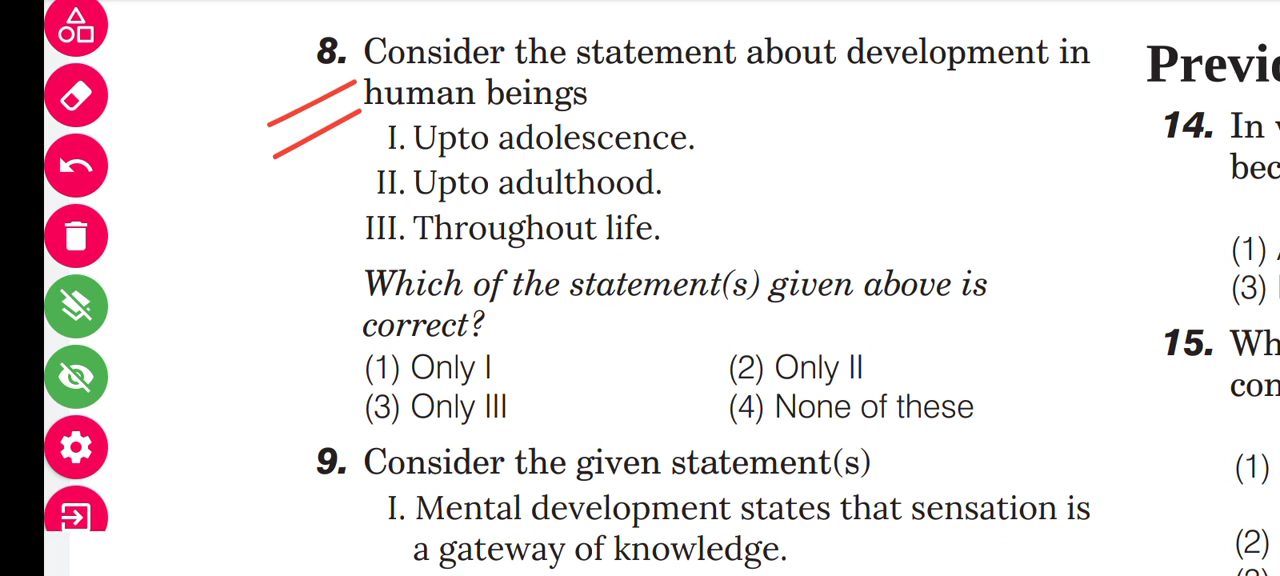 8. Consider the statement about development in
human beings
I. Upto adolescence.
II. Upto adulthood.
III. Throughout life.
Which of the statement(s) given above is
correct?
(1) Only I (2) Only II
(3) Only III (4) None of these
9. Consider the given statement(s)
I. Mental development states that sensation is
a gateway of knowledge.
14. In
bec
(1)
(3)
15. Wh
con
(1)
(2)